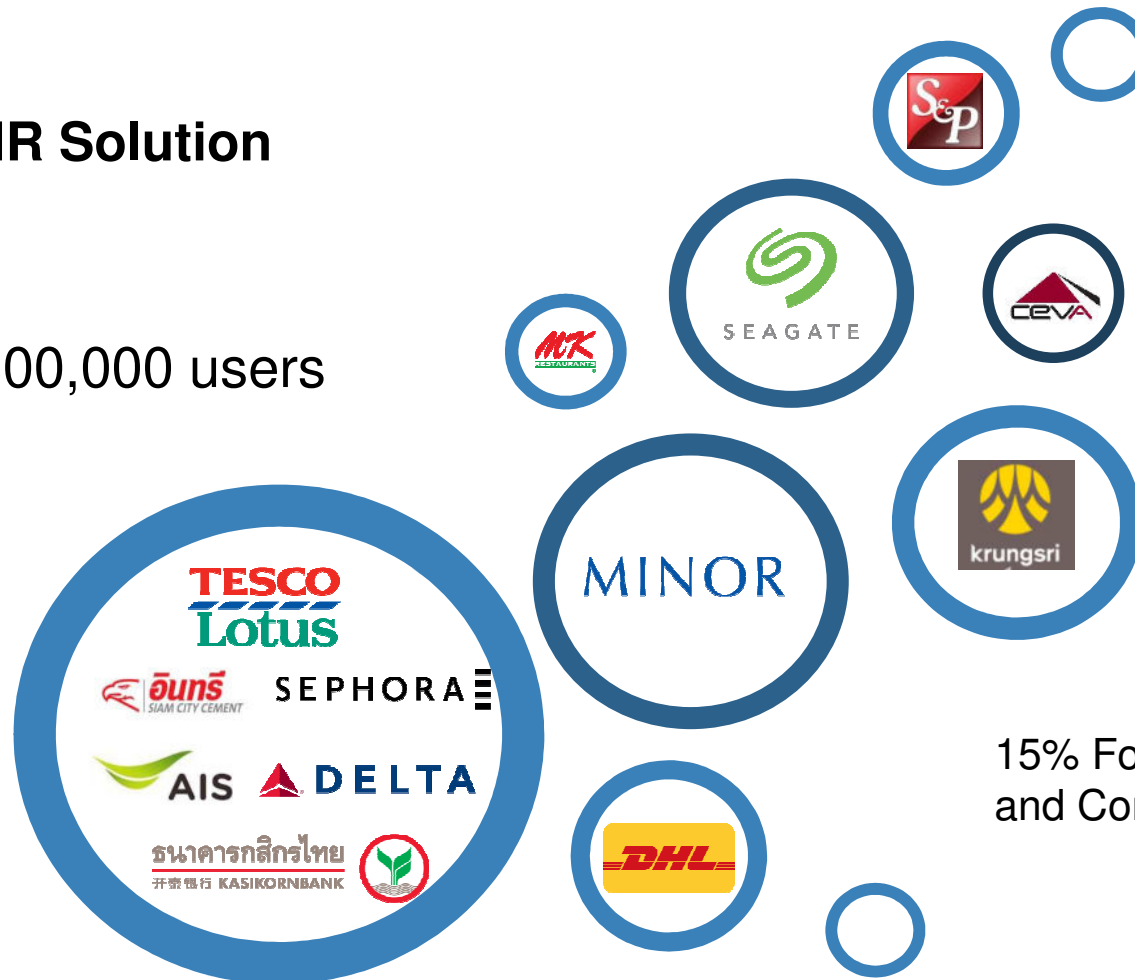 IR Solution
00,000 users
S&P
SEAGATE
CEVA
MK
RESTAURANTS
krungsri
MINOR
TESCO
Lotus
อินทรี
SIAM CITY CEMENT
SEPHORA
AIS
DELTA
ธนาคารกสิกรไทย
开泰银行 KASIKORNBANK
DHL
15% Fo
and Co